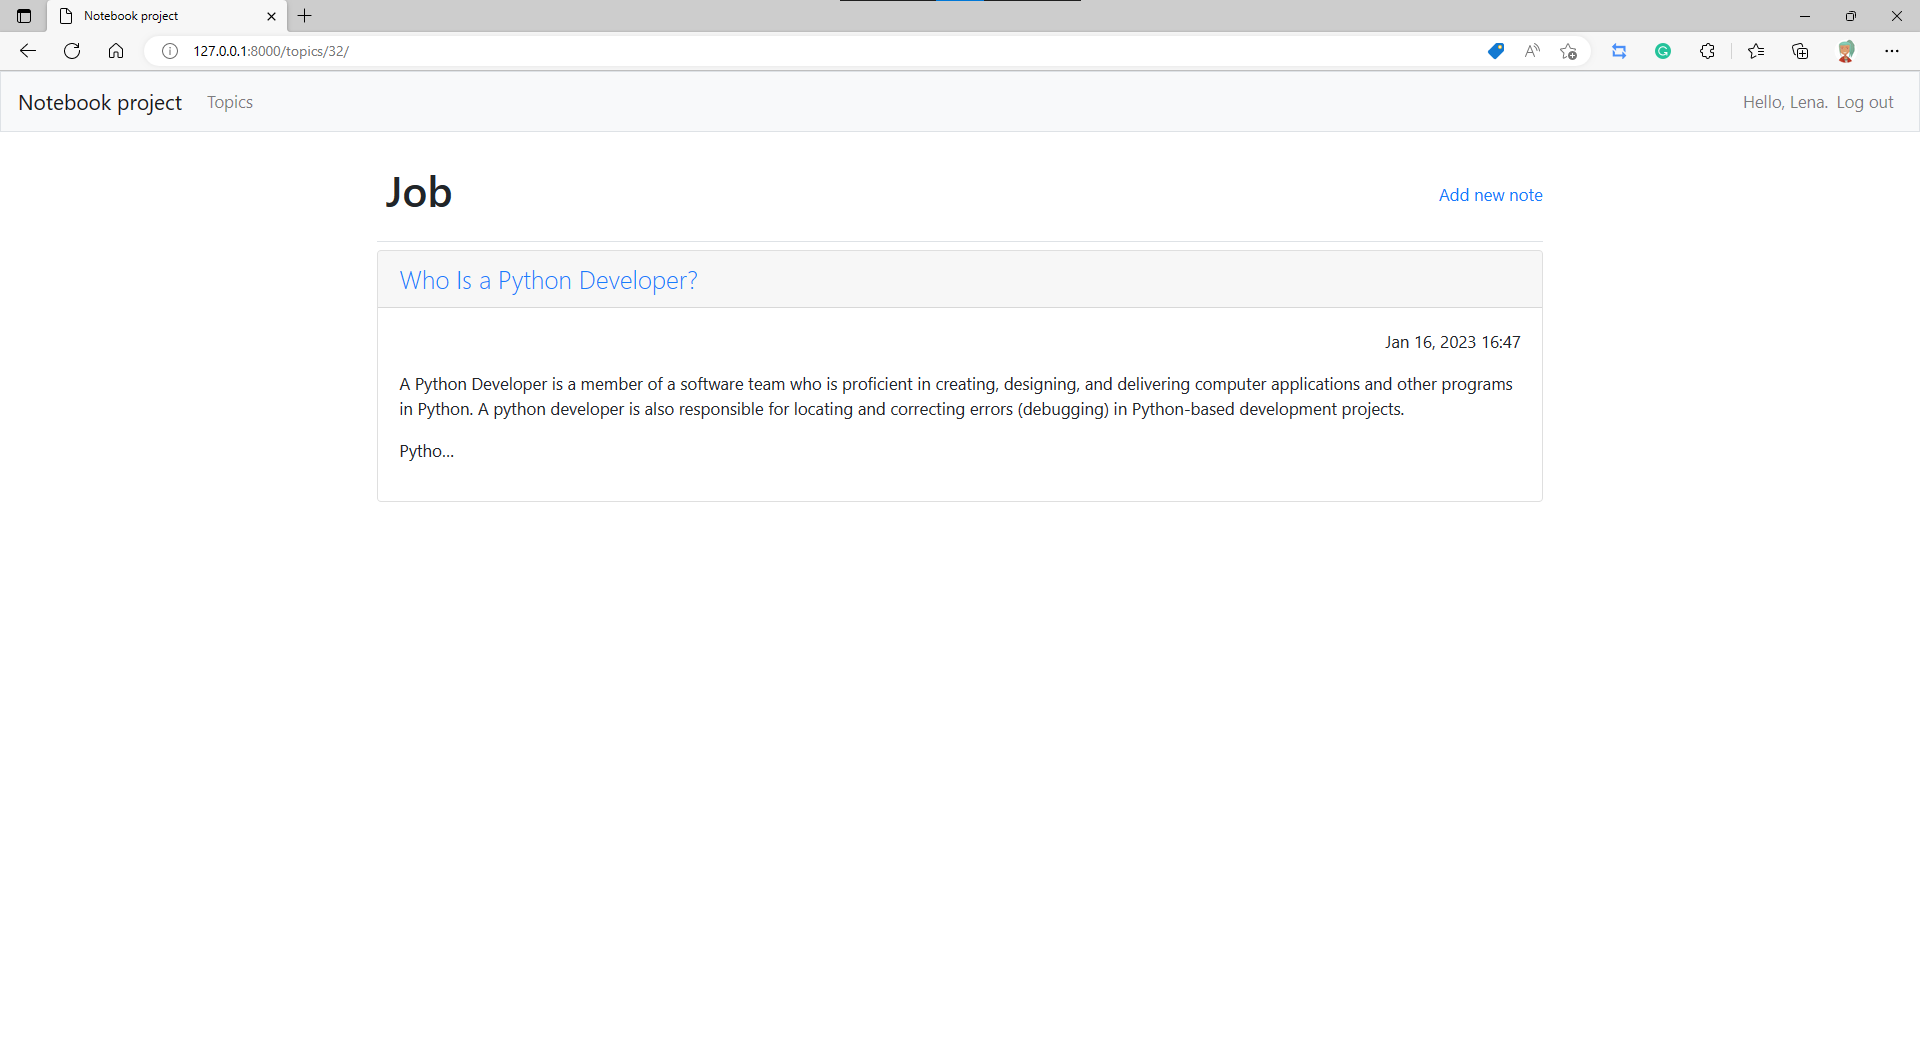 Notebook project
127.0.0.1:8000/topics/32/
Notebook project Topics Hello, Lena. Log out
Job
Add new note
Who Is a Python Developer?
Jan 16, 2023 16:47
A Python Developer is a member of a software team who is proficient in creating, designing, and delivering computer applications and other programs
in Python. A python developer is also responsible for locating and correcting errors (debugging) in Python-based development projects.
Pytho...